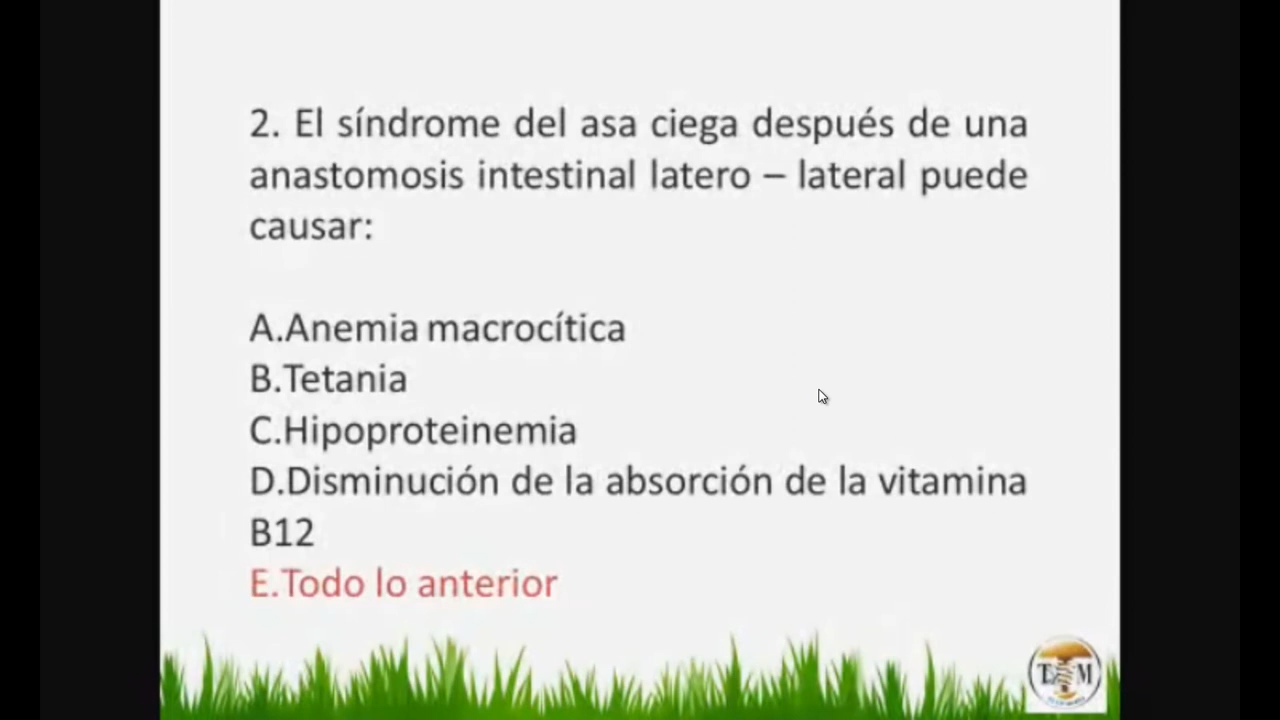 2. El síndrome del asa ciega después de una
anastomosis intestinal latero – lateral puede
causar:
A.Anemia macrocítica
B.Tetania
C.Hipoproteinemia
D.Disminución de la absorción de la vitamina
B12
E.Todo lo anterior